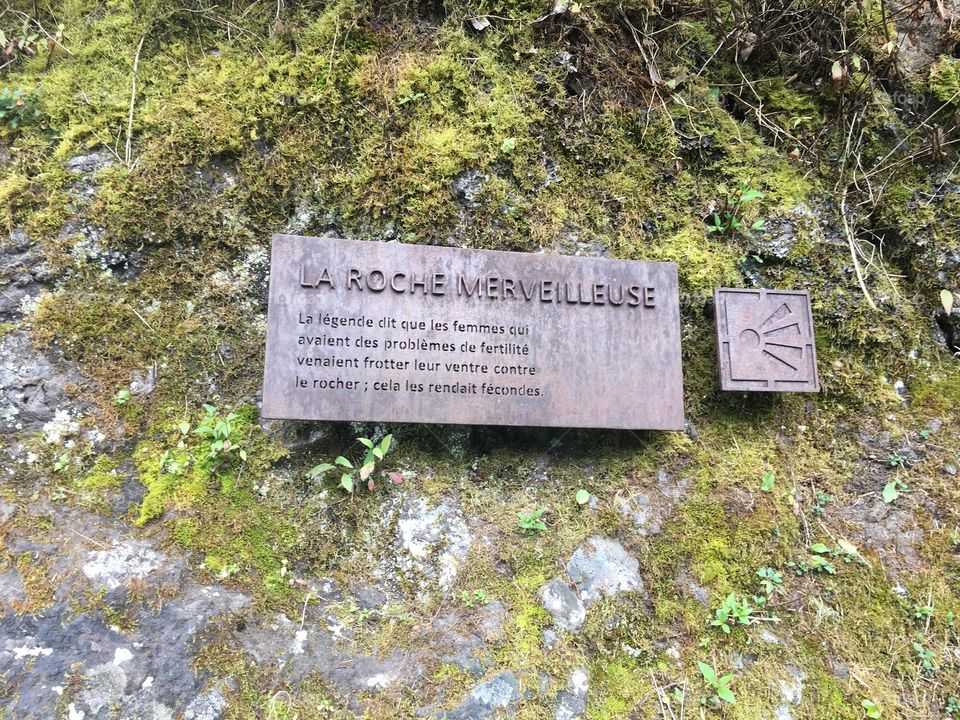 LA ROCHE MERVEILLEUSE
La légende dit que les femmes qui
avaient des problèmes de fertilité
venaient frotter leur ventre contre
le rocher ; cela les rendait fécondes.